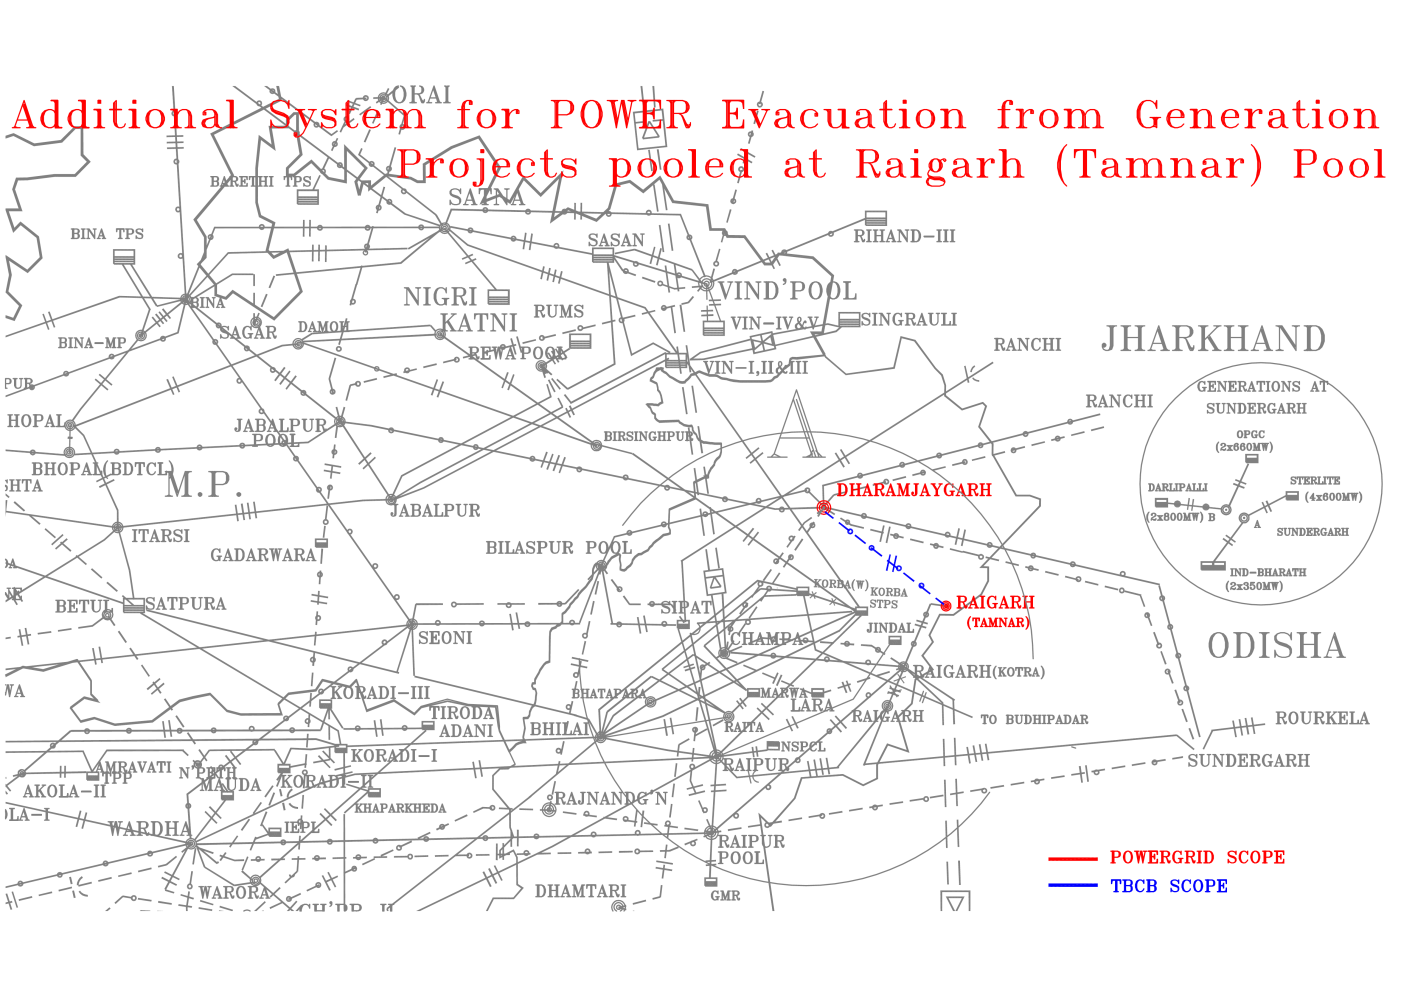 Additional System for POWER Evacuation from Generation
Projects pooled at Raigarh (Tamnar) Pool
ORAI
BARETHI TPS/
SATNA
BINA TPS
SASAN
RIHAND-III
NIGRI
VIND'POOL
BINA
RUMS
SAGAR
DAMOH
KATNI
VIN-IV&V
SINGRAULI
BINA-MP
REWA POOL
VIN-I,II&III
RANCHI
JHARKHAND
PUR
GENERATIONS AT
SUNDERGARH
RANCHI
HOPAL
JABALPUR
POOL
BIRSINGHPUR
OPGC
(2x660MW)
BHOPAL(BDTCL)
M.P.
SHTA
DHARAMJAYGARH
DARLIPALLI
STERLITE
(4x600MW)
(2x800MW)
B
A
SUNDERGARH
JABALPUR
ITARSI
GADARWARA
BILASPUR POOL
IND-BHARATH
(2x350MW)
KORBA(W)
KORBA
STPS
BETUL
SATPURA
SIPAT
RAIGARH
(TAMNAR)
SEONI
CHAMPA
JINDAL
ODISHA
RAIGARH(KOTRA)
WA
KORADI-III
BHATAPARA
MARWA
LARA
TIRODA
ADANI
BHILAI
RAITA
RAIGARH
TO BUDHIPADAR
ROURKELA
KORADI-I
NSPCL
RAIPUR
SUNDERGARH
AMRAVATI
TPP
N'PETH
KORADI-II
MAUDA
AKOLA-II
KHAPARKHEDA
RAJNANDG'N
OLA-I
WARDHA
IEPL
RAIPUR
POOL
POWERGRID SCOPE
TBCB SCOPE
WARORA
DHAMTARI
GMR